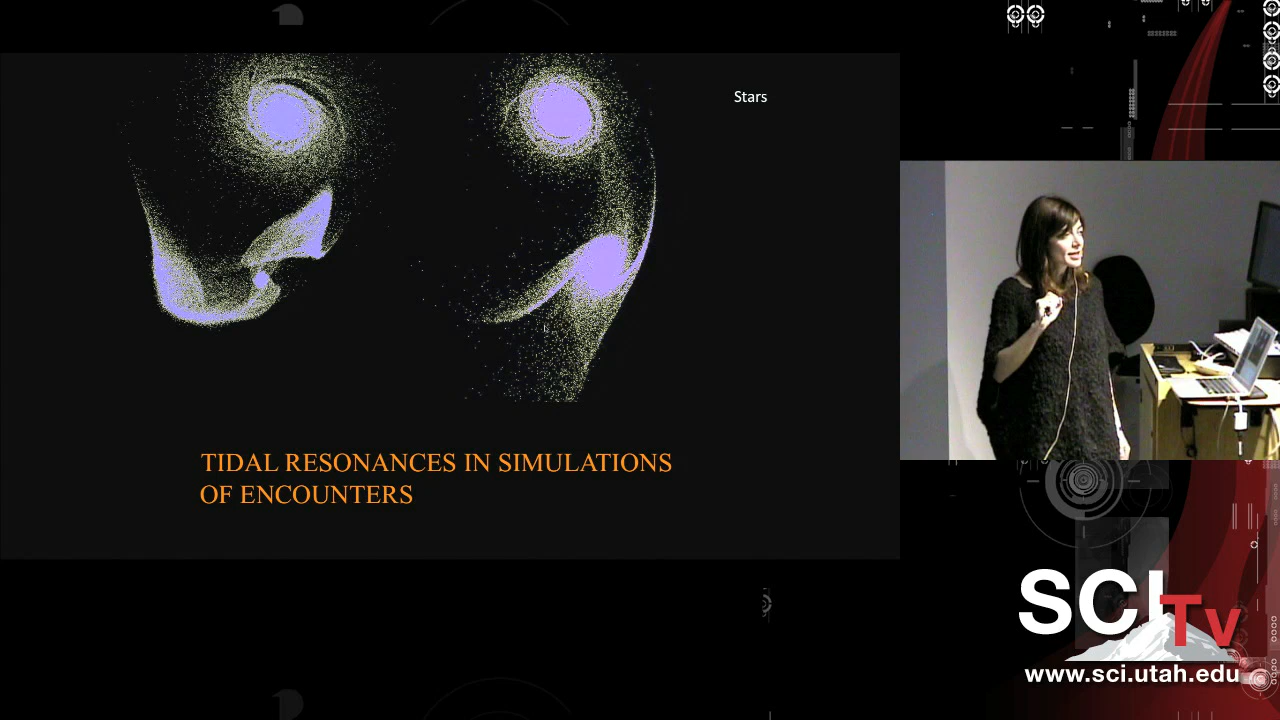 Stars
TIDAL RESONANCES IN SIMULATIONS
OF ENCOUNTERS
SCI
TV
www.sci.utah.edu